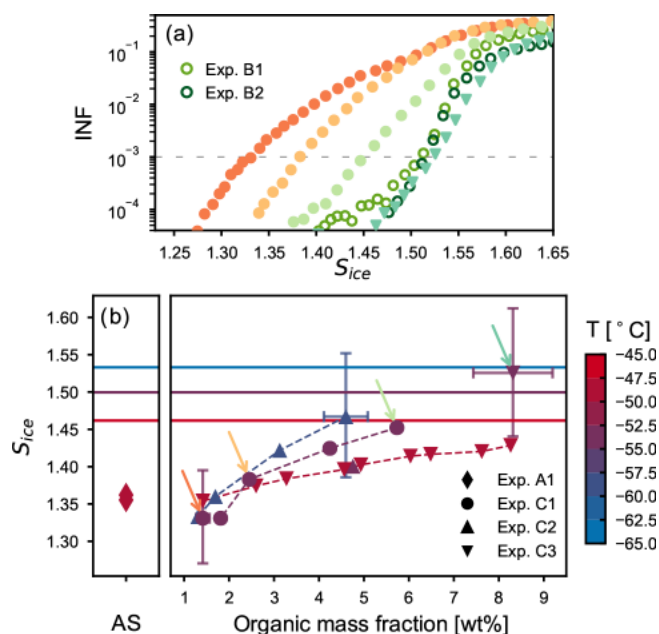 (a)
Exp. B1
Exp. B2
INF
10⁻¹
10⁻²
10⁻³
10⁻⁴
1.25 1.30 1.35 1.40 1.45 1.50 1.55 1.60 1.65
S_ice
(b)
S_ice
1.60
1.55
1.50
1.45
1.40
1.35
1.30
Exp. A1
Exp. C1
Exp. C2
Exp. C3
1 2 3 4 5 6 7 8 9
AS
Organic mass fraction [wt%]
T [°C]
−45.0
−47.5
−50.0
−52.5
−55.0
−57.5
−60.0
−62.5
−65.0